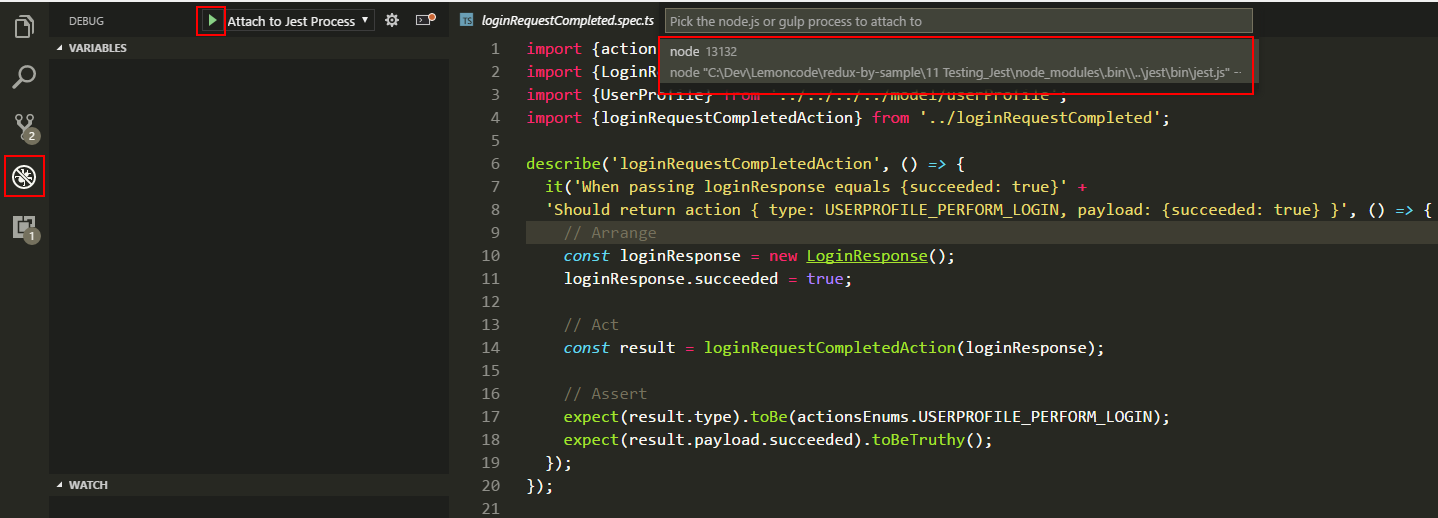 DEBUG
Attach to Jest Process
VARIABLES
WATCH
2
1
TS loginRequestCompleted.spec.ts
Pick the node.js or gulp process to attach to
node 13132
node "C:\Dev\Lemoncode\redux-by-sample\11 Testing_Jest\node_modules\.bin\\..\jest\bin\jest.js" --
1 import {action
2 import {LoginR
3 import {UserProfile} from '../../../../model/userProfile';
4 import {loginRequestCompletedAction} from '../loginRequestCompleted';
5
6 describe('loginRequestCompletedAction', () => {
7 it('When passing loginResponse equals {succeeded: true}' +
8 'Should return action { type: USERPROFILE_PERFORM_LOGIN, payload: {succeeded: true} }', () => {
9 // Arrange
10 const loginResponse = new LoginResponse();
11 loginResponse.succeeded = true;
12
13 // Act
14 const result = loginRequestCompletedAction(loginResponse);
15
16 // Assert
17 expect(result.type).toBe(actionsEnums.USERPROFILE_PERFORM_LOGIN);
18 expect(result.payload.succeeded).toBeTruthy();
19 });
20 });
21